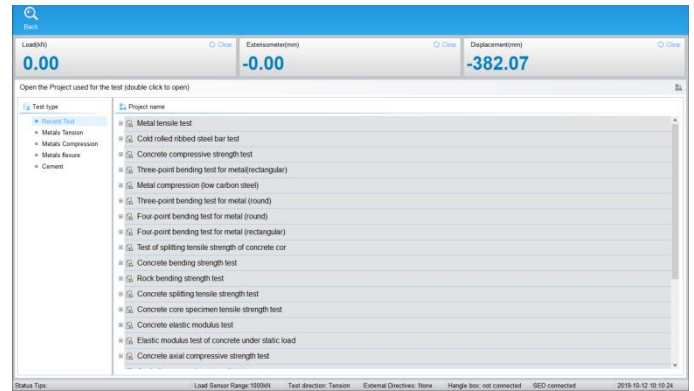 Back
Load(kN)
Clear
Extensometer(mm)
Clear
Displacement(mm)
Clear
0.00
-0.00
-382.07
Open the Project used for the test (double click to open)
Test type
Recent Test
Metals Tension
Metals Compression
Metals flexure
Cement
Project name
Metal tensile test
Cold rolled ribbed steel bar test
Concrete compressive strength test
Three-point bending test for metal(rectangular)
Metal compression (low carbon steel)
Three-point bending test for metal (round)
Four-point bending test for metal (round)
Four-point bending test for metal (rectangular)
Test of splitting tensile strength of concrete cor
Concrete bending strength test
Rock bending strength test
Concrete splitting tensile strength test
Concrete core specimen tensile strength test
Concrete elastic modulus test
Elastic modulus test of concrete under static load
Concrete axial compressive strength test
Status Tips:
Load Sensor Range:1000kN
Test direction: Tension
External Directives: None
Hangle box: not connected
SED connected
2019-10-12 10:10:24